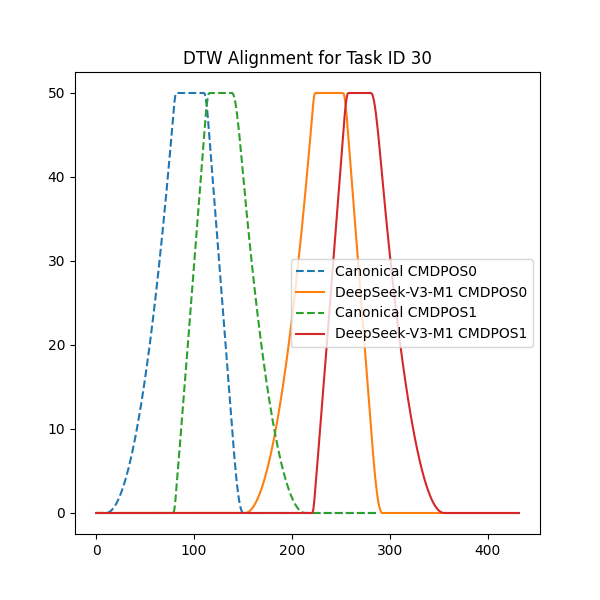 DTW Alignment for Task ID 30
50
40
30
20
10
0
Canonical CMDPOS0
DeepSeek-V3-M1 CMDPOS0
Canonical CMDPOS1
DeepSeek-V3-M1 CMDPOS1
0 100 200 300 400